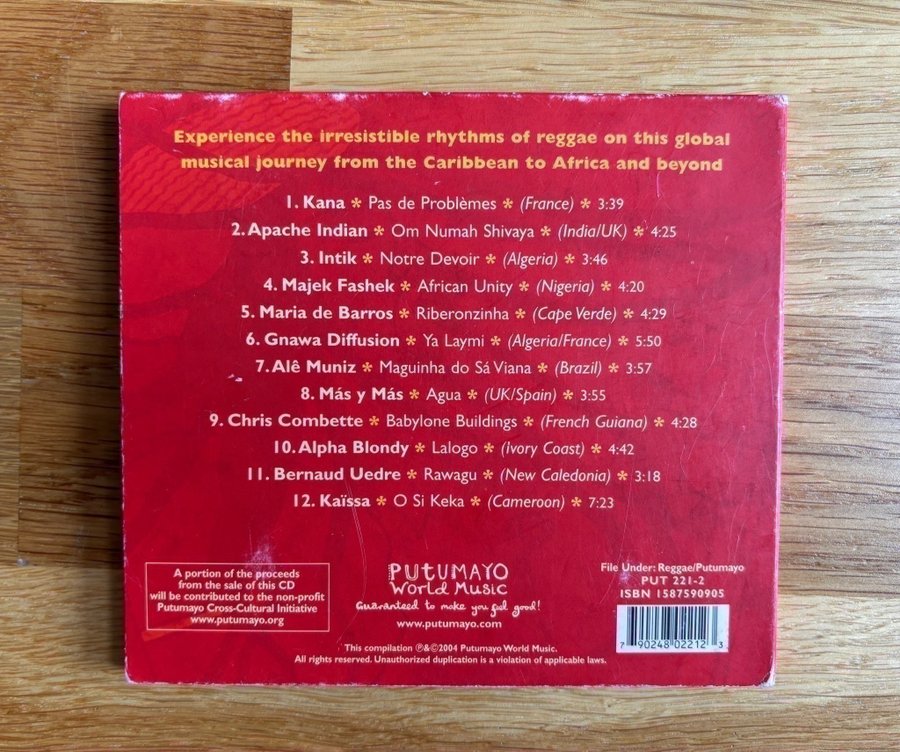 Experience the irresistible rhythms of reggae on this global
musical journey from the Caribbean to Africa and beyond
1. Kana * Pas de Problèmes * (France) * 3:39
2. Apache Indian * Om Numah Shivaya * (India/UK) * 4:25
3. Intik * Notre Devoir * (Algeria) * 3:46
4. Majek Fashek * African Unity * (Nigeria) * 4:20
5. Maria de Barros * Riberonzinha * (Cape Verde) * 4:29
6. Gnawa Diffusion * Ya Laymi * (Algeria/France) * 5:50
7. Alê Muniz * Maguinha do Sá Viana * (Brazil) * 3:57
8. Más y Más * Agua * (UK/Spain) * 3:55
9. Chris Combette * Babylone Buildings * (French Guiana) * 4:28
10. Alpha Blondy * Lalogo * (Ivory Coast) * 4:42
11. Bernaud Uedre * Rawagu * (New Caledonia) * 3:18
12. Kaïssa * O Si Keka * (Cameroon) * 7:23
A portion of the proceeds
from the sale of this CD
will be contributed to the non-profit
Putumayo Cross-Cultural Initiative
www.putumayo.org
PUTUMAYO
World Music
Guaranteed to make you feel good!
www.putumayo.com
File Under: Reggae/Putumayo
PUT 221-2
ISBN 1587590905
7 90248 02212 3
This compilation ℗&©2004 Putumayo World Music.
All rights reserved. Unauthorized duplication is a violation of applicable laws.